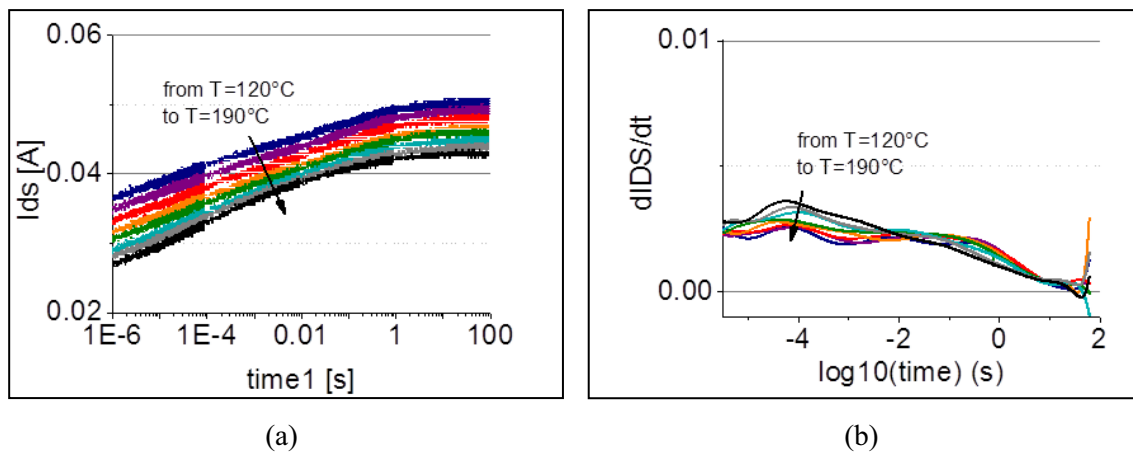 0.06
0.04
0.02
Ids [A]
from T=120°C
to T=190°C
1E-6 1E-4 0.01 1 100
time1 [s]
(a)
0.01
0.00
dIDS/dt
from T=120°C
to T=190°C
-4 -2 0 2
log10(time) (s)
(b)